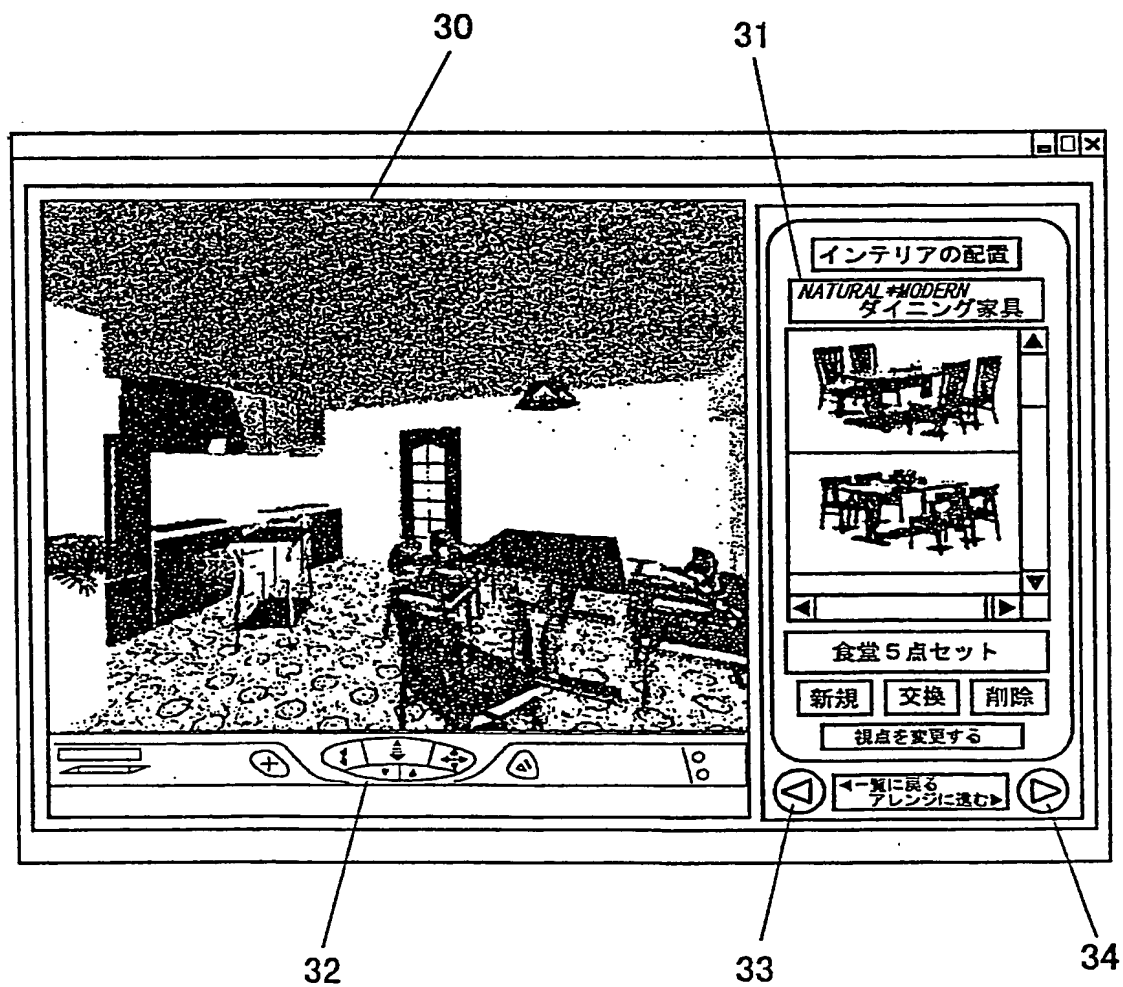 30
31
インテリアの配置
NATURAL*MODERN
ダイニング家具
食堂5点セット
新規 交換 削除
視点を変更する
◀一覧に戻る
アレンジに進む▶
32
33
34